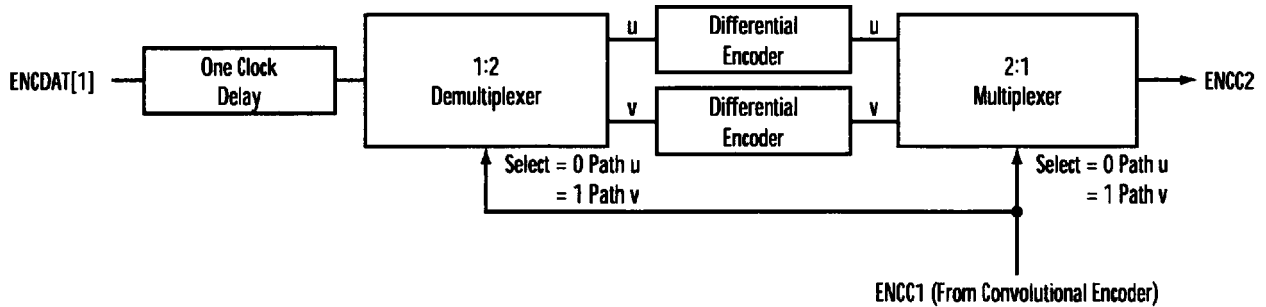 ENCDAT[1]
One Clock
Delay
1:2
Demultiplexer
u
v
Differential
Encoder
Differential
Encoder
u
v
2:1
Multiplexer
ENCC2
Select = 0 Path u
= 1 Path v
Select = 0 Path u
= 1 Path v
ENCC1 (From Convolutional Encoder)